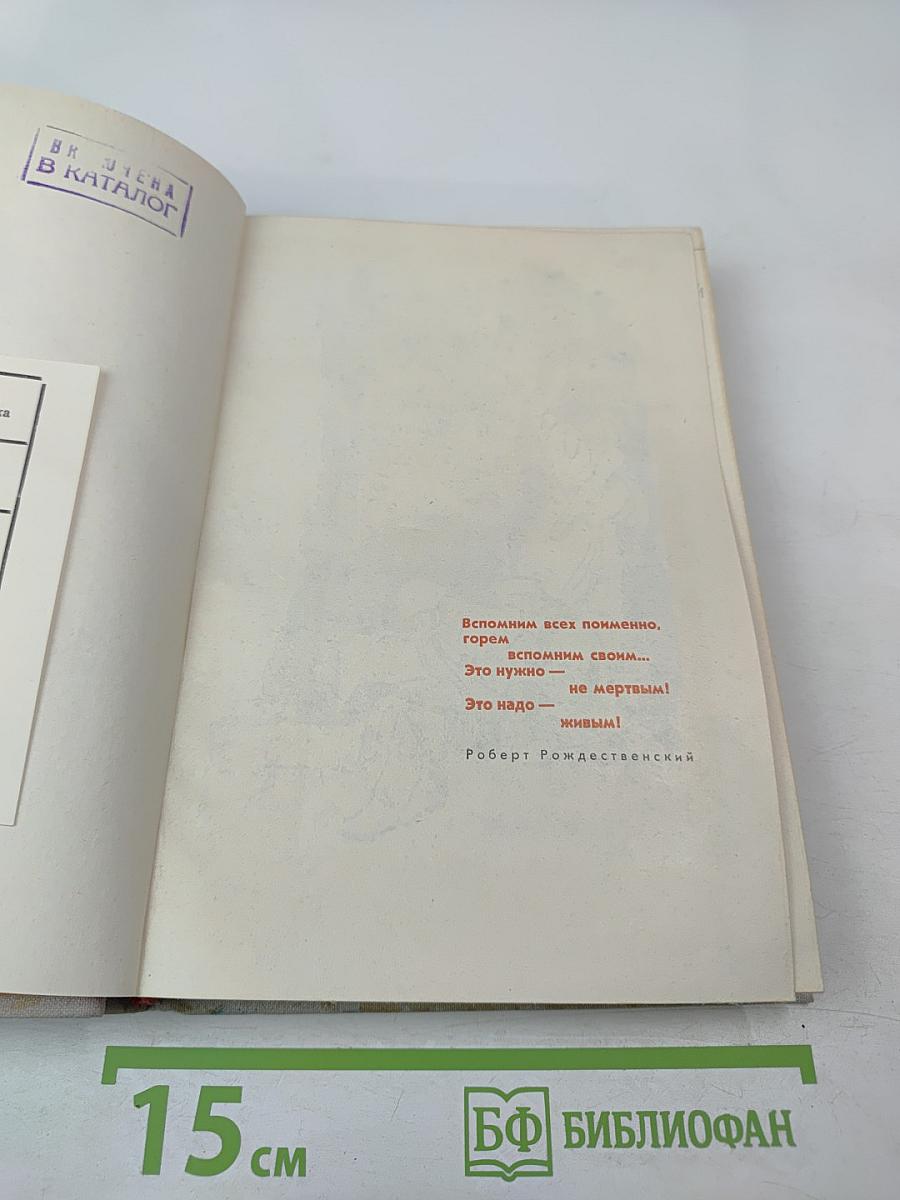 В КАТАЛОГ
Вспомним всех поименно,
горем
вспомним своим...
Это нужно —
не мертвым!
Это надо —
живым!
Роберт Рождественский
15 см
БФ БИБЛИОФАН